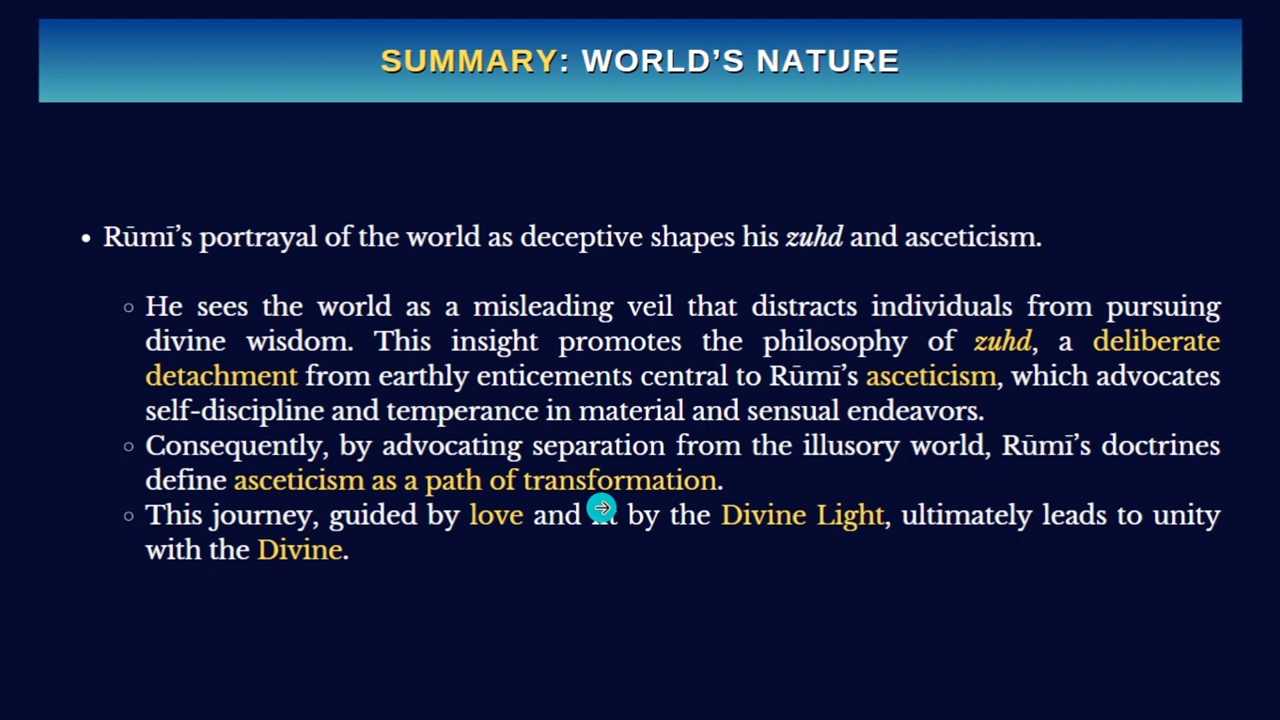 SUMMARY: WORLD’S NATURE
• Rūmī’s portrayal of the world as deceptive shapes his zuhd and asceticism.
○ He sees the world as a misleading veil that distracts individuals from pursuing
divine wisdom. This insight promotes the philosophy of zuhd, a deliberate
detachment from earthly enticements central to Rūmī’s asceticism, which advocates
self-discipline and temperance in material and sensual endeavors.
○ Consequently, by advocating separation from the illusory world, Rūmī’s doctrines
define asceticism as a path of transformation.
○ This journey, guided by love and by the Divine Light, ultimately leads to unity
with the Divine.